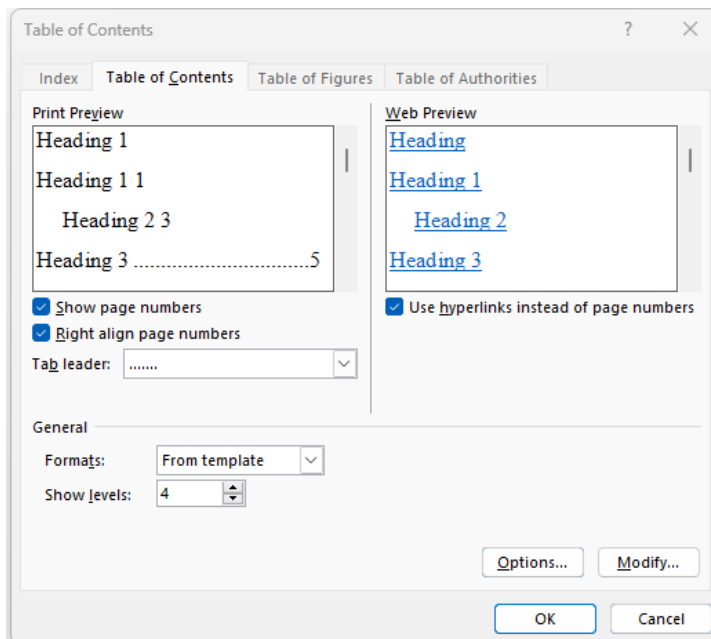 Table of Contents ?
Index Table of Contents Table of Figures Table of Authorities
Print Preview
Heading 1
Heading 1 1
Heading 2 3
Heading 3 ................................5
Show page numbers
Right align page numbers
Tab leader: .......
Web Preview
Heading
Heading 1
Heading 2
Heading 3
Use hyperlinks instead of page numbers
General
Formats: From template
Show levels: 4
Options... Modify...
OK Cancel